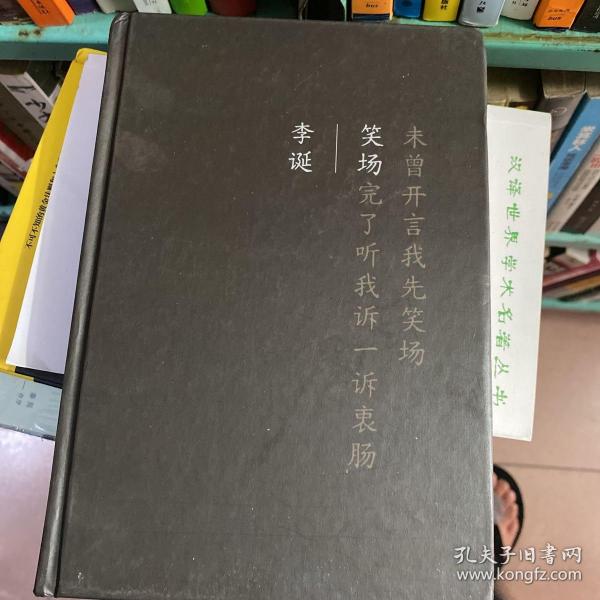 未曾开言我先笑场
笑场完了听我诉一诉衷肠
李诞
汉译世界学术名著丛书
孔夫子旧书网
www.kongfz.com